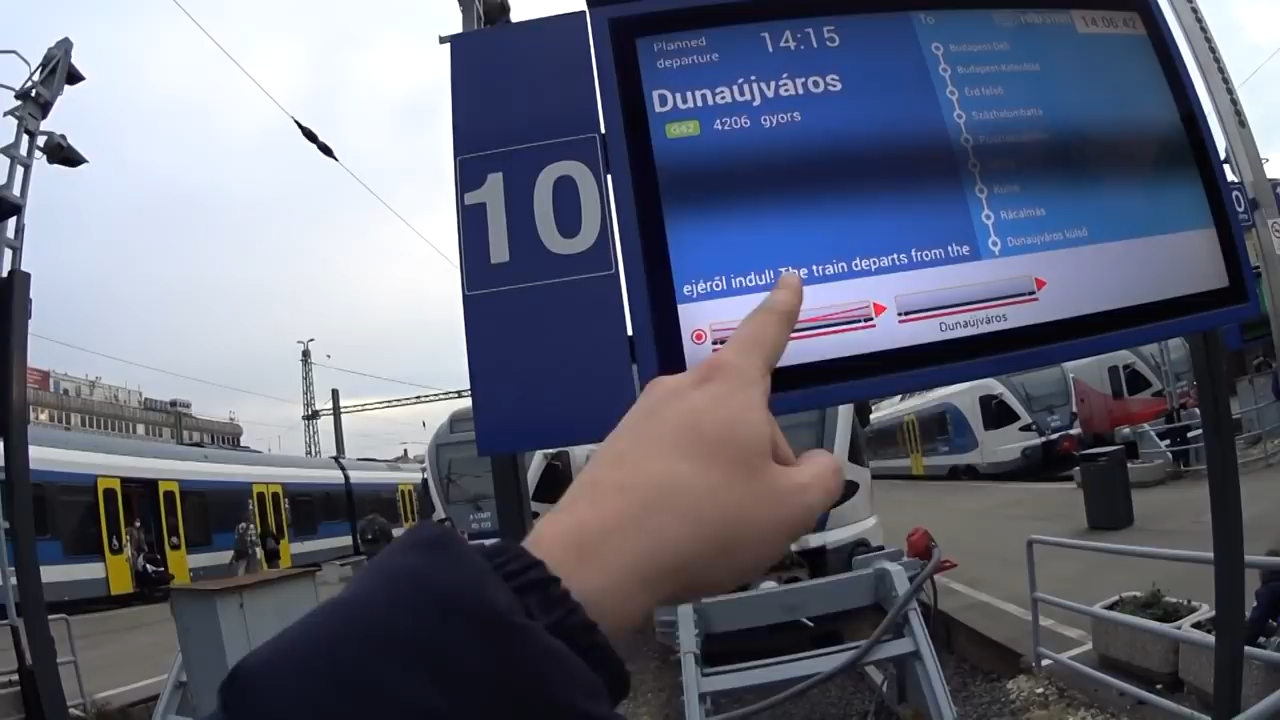 10
Planned
departure
14:15
To
14:06:42
Dunaújváros
G42
4206 gyors
Budapest-Déli
Budapest-Kelenföld
Érd felső
Százhalombatta
Kulcs
Rácalmás
Dunaújváros külső
ejéről indul! The train departs from the
Dunaújváros